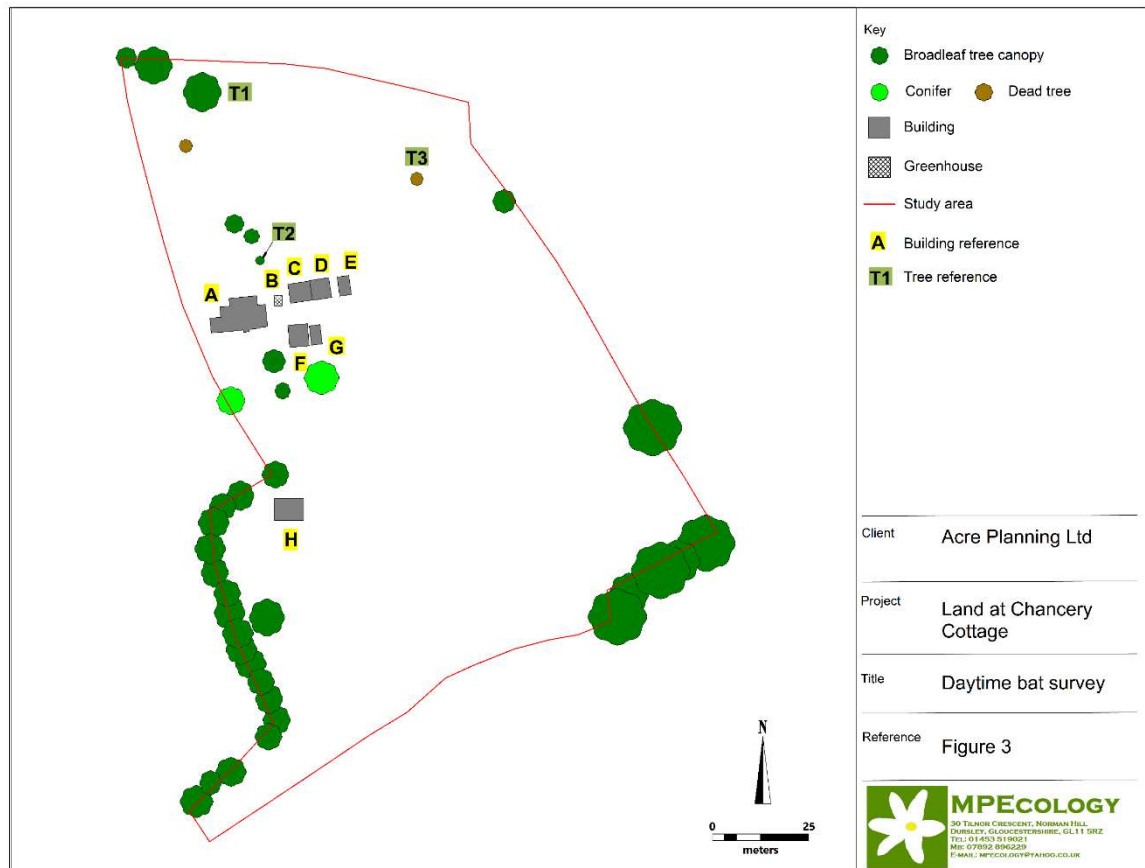 T1
T3
T2
C D E
B
A
G
F
H
N
0 25
meters
Key
Broadleaf tree canopy
Conifer Dead tree
Building
Greenhouse
Study area
A Building reference
T1 Tree reference
Client Acre Planning Ltd
Project Land at Chancery
Cottage
Title Daytime bat survey
Reference Figure 3
MPECOLOGY
30 TILNOR CRESCENT, NORMAN HILL
DURSLEY, GLOUCESTERSHIRE, GL11 5RZ
TEL: 01453 519021
MB: 07892 896229
E-MAIL: MPECOLOGY@YAHOO.CO.UK